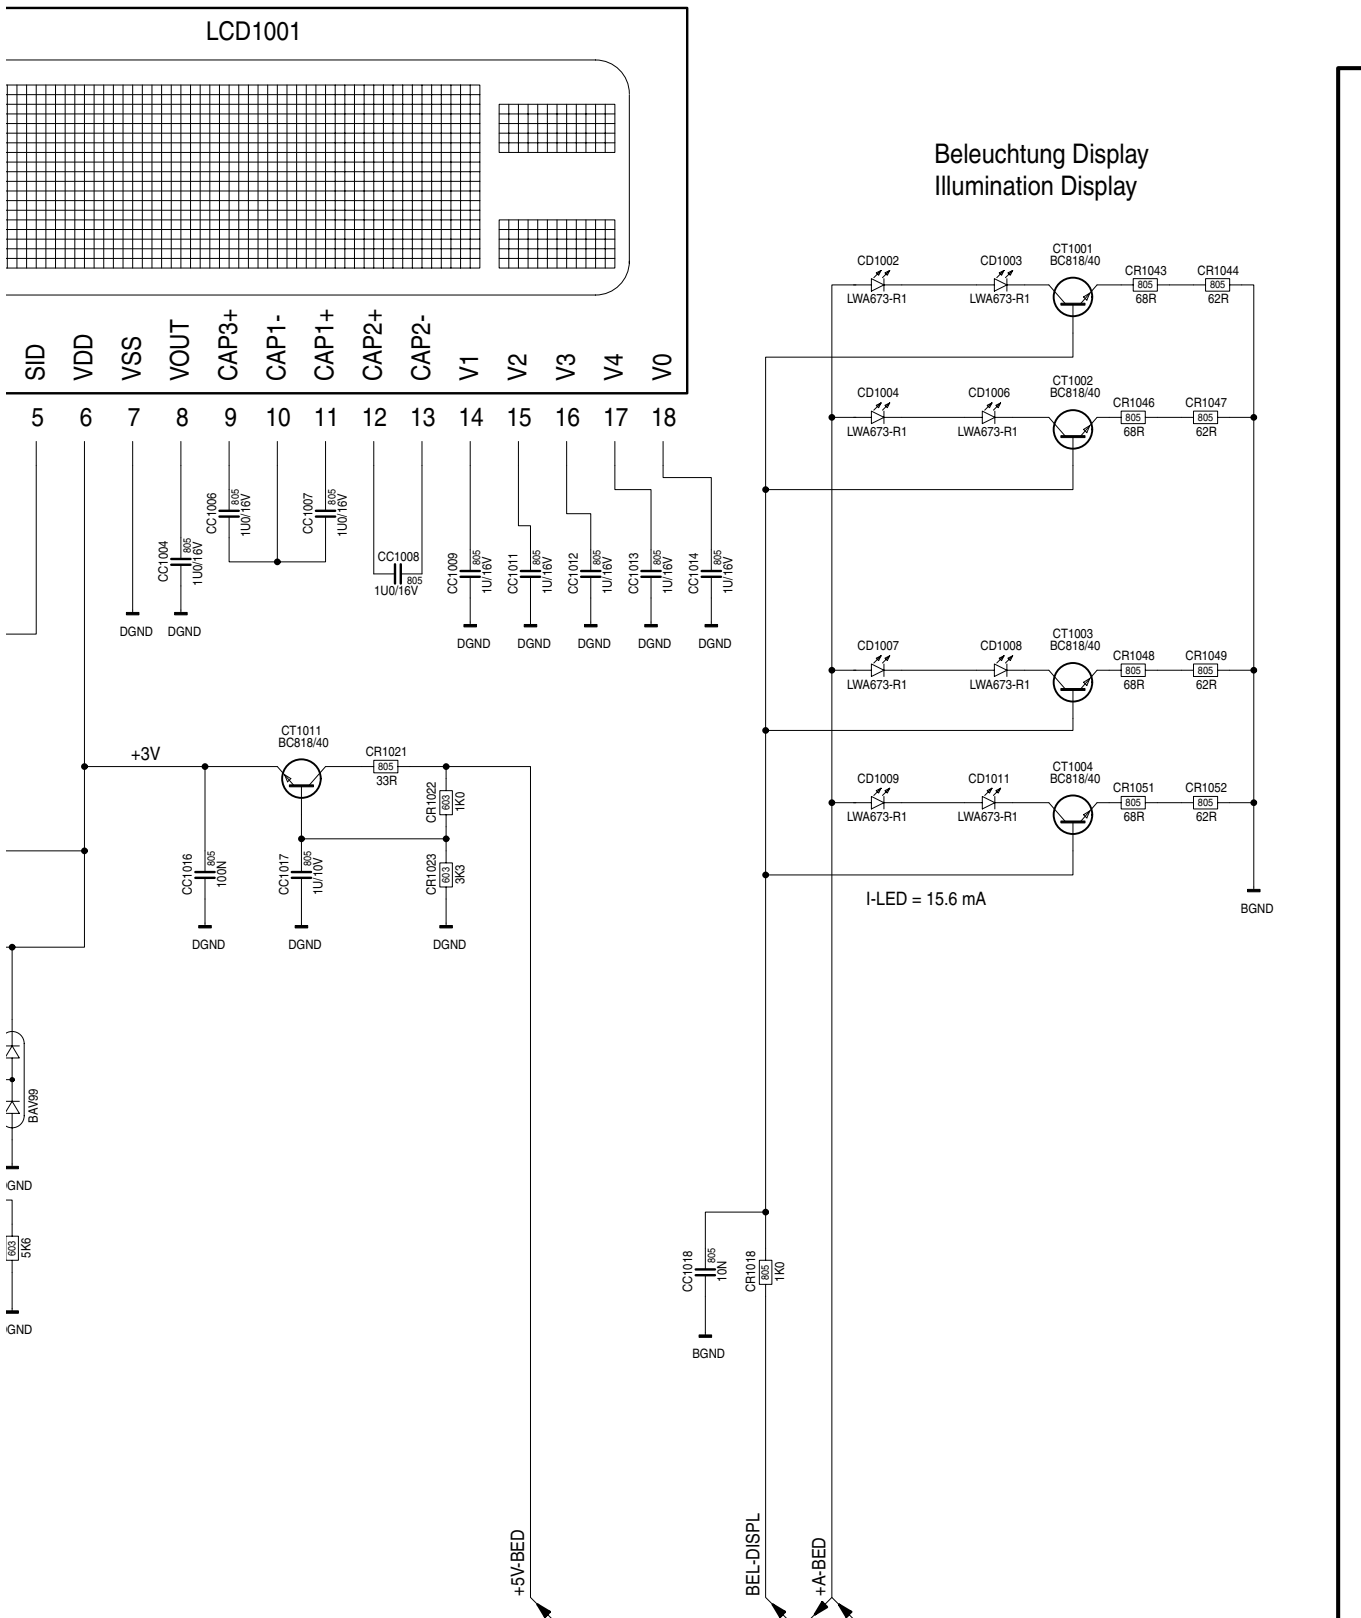 LCD1001
Beleuchtung Display
Illumination Display
SID VDD VSS VOUT CAP3+ CAP1- CAP1+ CAP2+ CAP2- V1 V2 V3 V4 V0
5 6 7 8 9 10 11 12 13 14 15 16 17 18
CT1001
BC818/40
CD1002 CD1003 CR1043 CR1044
805 805
LWA673-R1 LWA673-R1 68R 62R
CT1002
BC818/40
CD1004 CD1006 CR1046 CR1047
805 805
LWA673-R1 LWA673-R1 68R 62R
CC1006 805 1U0/16V
CC1007 805 1U0/16V
CC1004 805 1U0/16V
CC1008
805
1U0/16V
CC1009 805 1U/16V
CC1011 805 1U/16V
CC1012 805 1U/16V
CC1013 805 1U/16V
CC1014 805 1U/16V
DGND DGND
DGND DGND DGND DGND DGND
CT1003
BC818/40
CD1007 CD1008 CR1048 CR1049
805 805
LWA673-R1 LWA673-R1 68R 62R
CT1011
BC818/40
+3V
CR1021
805
33R
CR1022 603 1K0
CT1004
BC818/40
CD1009 CD1011 CR1051 CR1052
805 805
LWA673-R1 LWA673-R1 68R 62R
CC1016 805 100N
CC1017 805 1U/10V
CR1023 603 3K3
I-LED = 15.6 mA
BGND
DGND DGND DGND
BAV99
GND
603 5K6
GND
CC1018 805 10N
CR1018 805 1K0
BGND
+5V-BED
BEL-DISPL
+A-BED